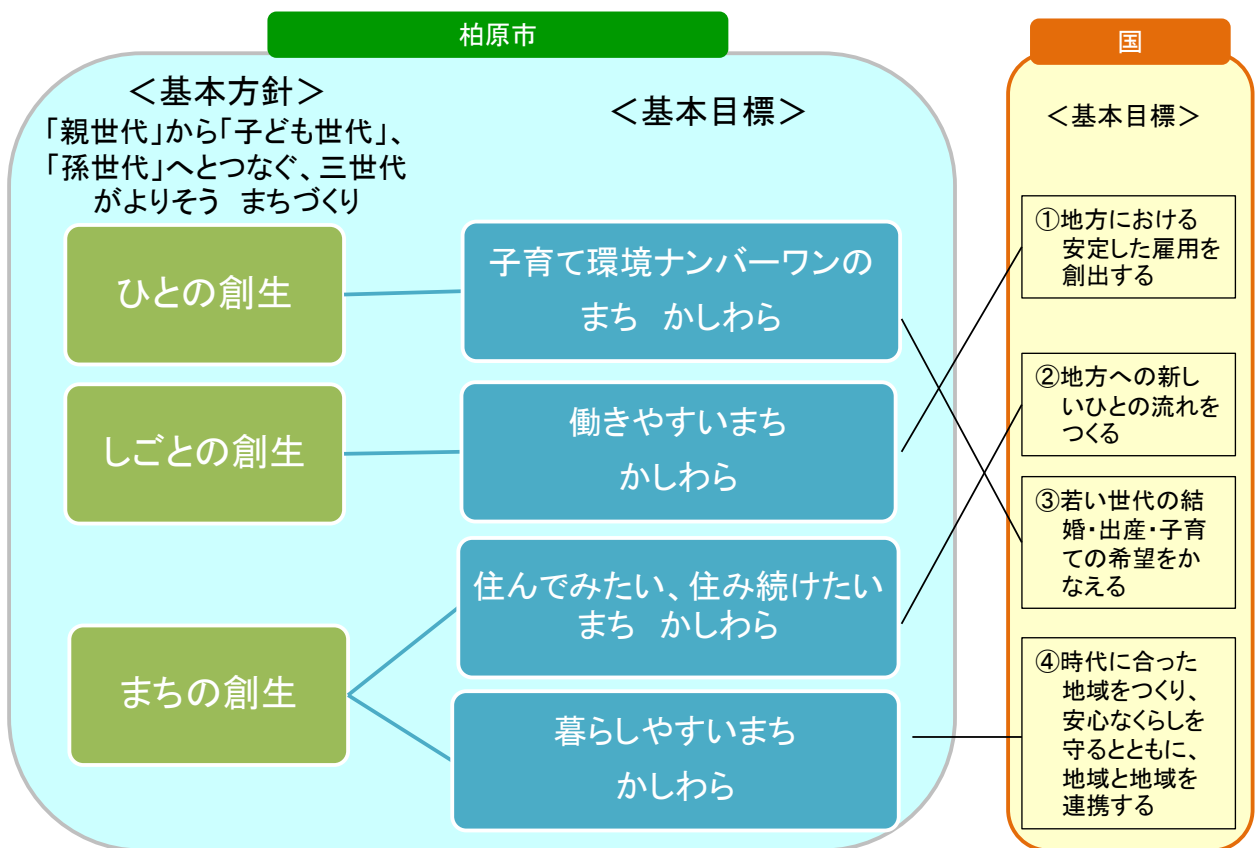 柏原市
＜基本方針＞
「親世代」から「子ども世代」、
「孫世代」へとつなぐ、三世代
がよりそう　まちづくり
＜基本目標＞
ひとの創生
子育て環境ナンバーワンの
まち　かしわら
しごとの創生
働きやすいまち
かしわら
まちの創生
住んでみたい、住み続けたい
まち　かしわら
暮らしやすいまち
かしわら
国
＜基本目標＞
①地方における
安定した雇用を
創出する
②地方への新し
いひとの流れを
つくる
③若い世代の結
婚・出産・子育
ての希望をか
なえる
④時代に合った
地域をつくり、
安心なくらしを
守るとともに、
地域と地域を
連携する